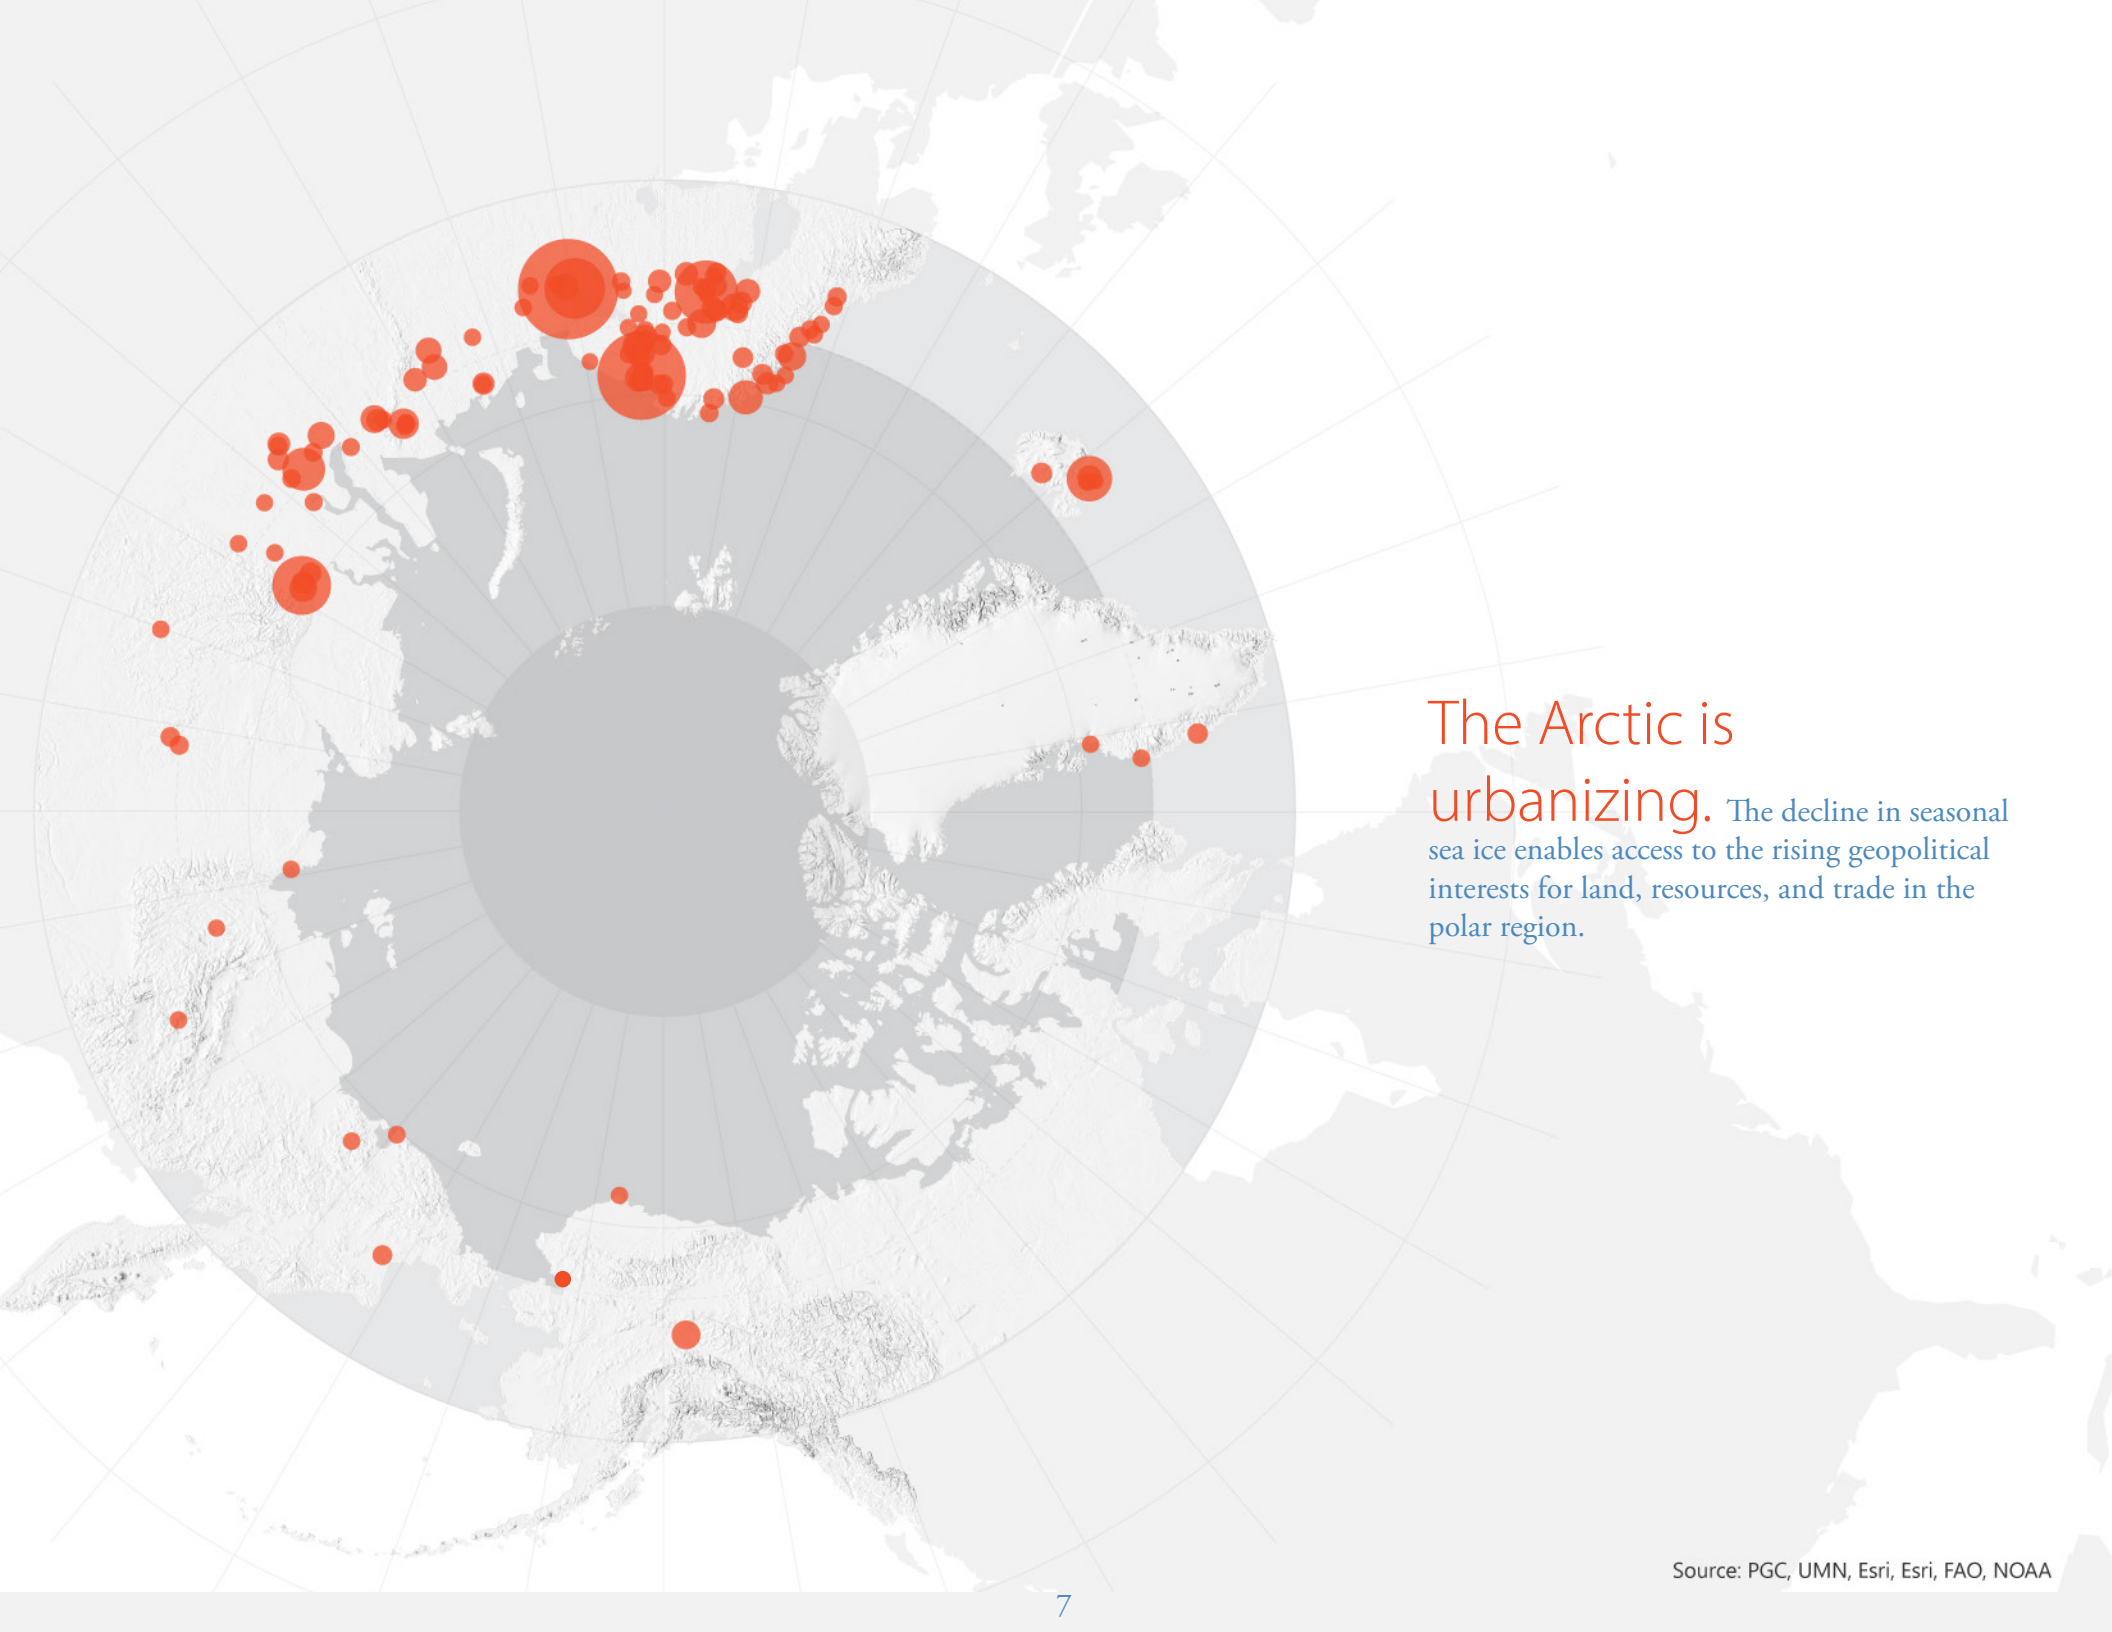 The Arctic is
urbanizing. The decline in seasonal
sea ice enables access to the rising geopolitical
interests for land, resources, and trade in the
polar region.
Source: PGC, UMN, Esri, Esri, FAO, NOAA
7